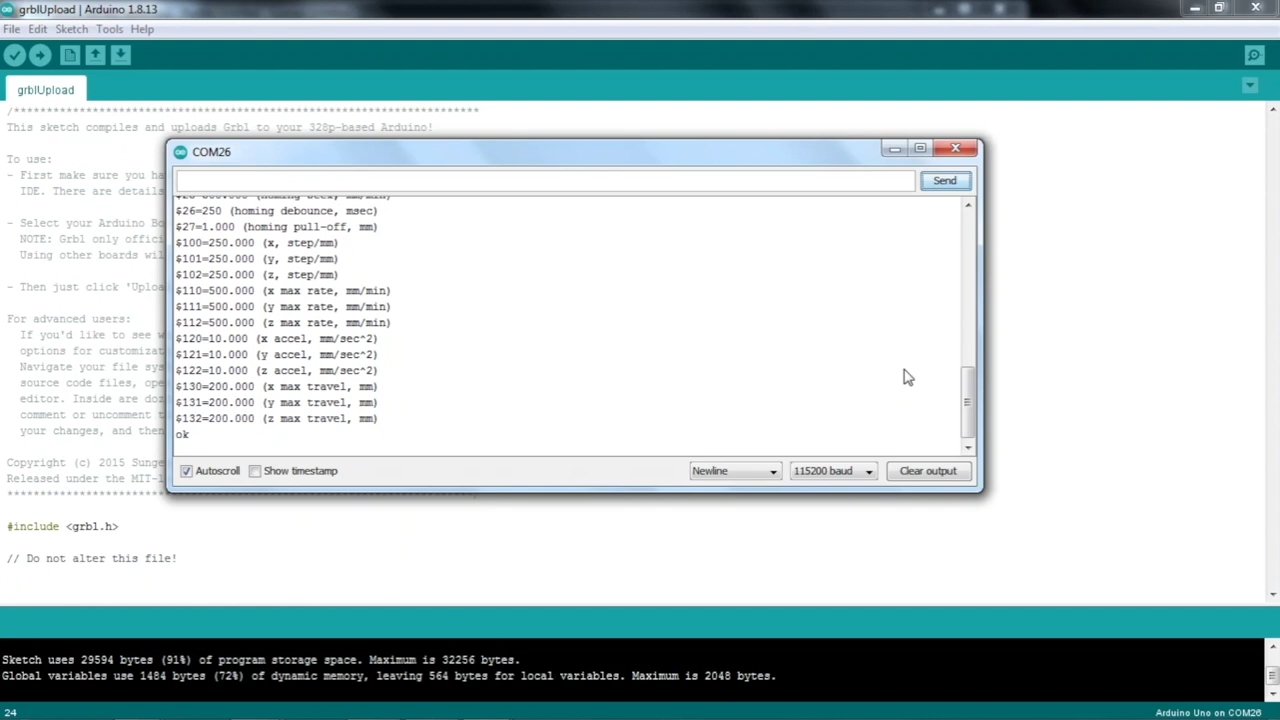 grblUpload | Arduino 1.8.13
File Edit Sketch Tools Help
grblUpload
/************************************************************************
This sketch compiles and uploads Grbl to your 328p-based Arduino!
To use:
- First make sure you ha
IDE. There are details
- Select your Arduino Bo
NOTE: Grbl only offici
Using other boards wil
- Then just click 'Uploa
For advanced users:
If you'd like to see w
options for customizat
Navigate your file sys
source code files, ope
editor. Inside are doz
comment or uncomment t
your changes, and then
Copyright (c) 2015 Sunge
Released under the MIT-l
#include <grbl.h>
// Do not alter this file!
COM26
Send
$26=250 (homing debounce, msec)
$27=1.000 (homing pull-off, mm)
$100=250.000 (x, step/mm)
$101=250.000 (y, step/mm)
$102=250.000 (z, step/mm)
$110=500.000 (x max rate, mm/min)
$111=500.000 (y max rate, mm/min)
$112=500.000 (z max rate, mm/min)
$120=10.000 (x accel, mm/sec^2)
$121=10.000 (y accel, mm/sec^2)
$122=10.000 (z accel, mm/sec^2)
$130=200.000 (x max travel, mm)
$131=200.000 (y max travel, mm)
$132=200.000 (z max travel, mm)
ok
Autoscroll Show timestamp Newline 115200 baud Clear output
Sketch uses 29594 bytes (91%) of program storage space. Maximum is 32256 bytes.
Global variables use 1484 bytes (72%) of dynamic memory, leaving 564 bytes for local variables. Maximum is 2048 bytes.
24 Arduino Uno on COM26